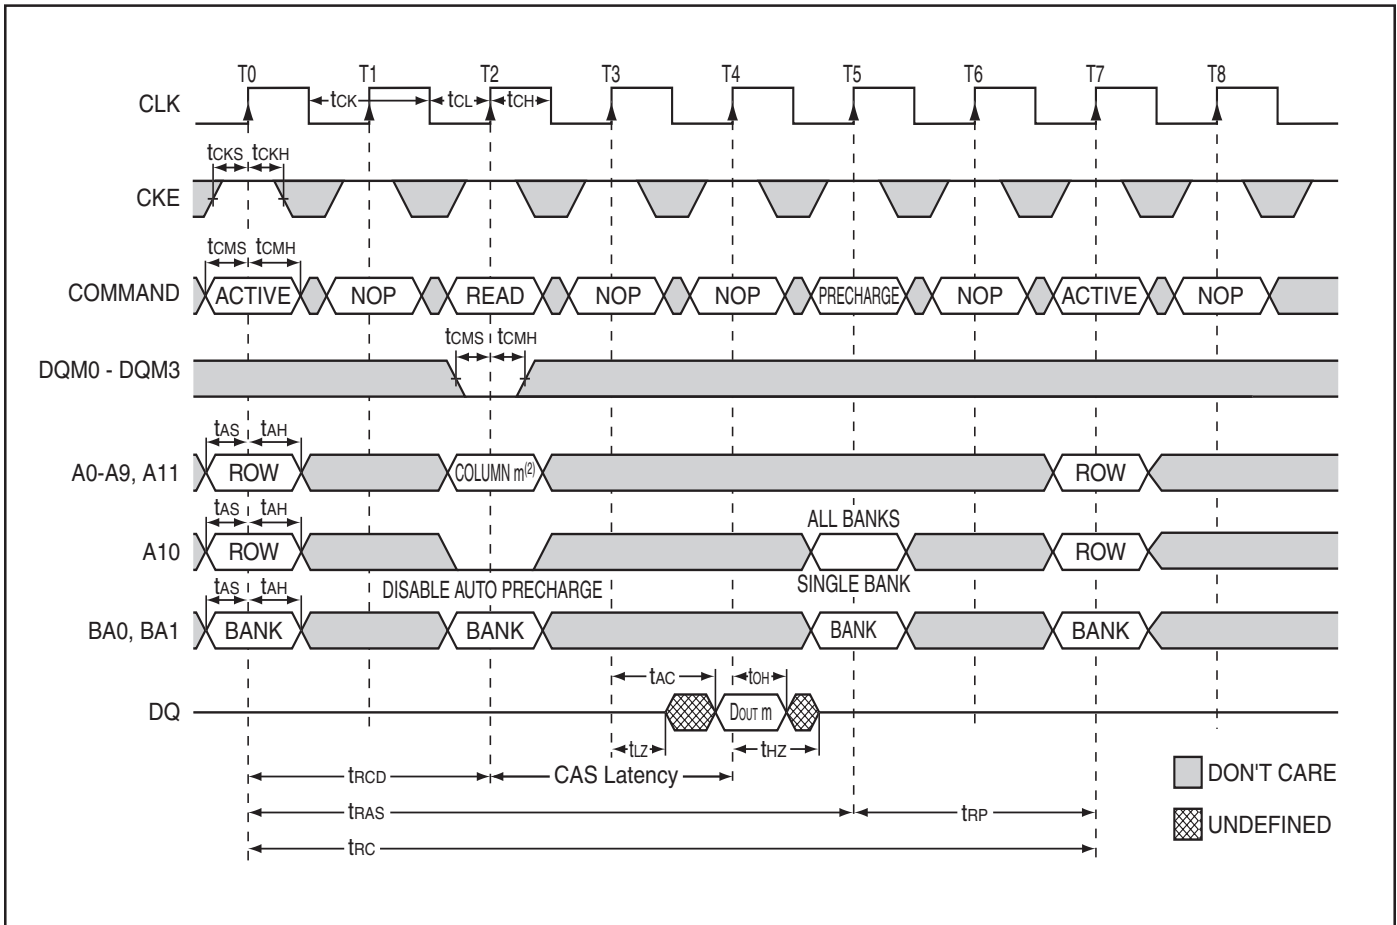 T0 T1 T2 T3 T4 T5 T6 T7 T8
CLK tCK tCL tCH
tCKS tCKH
CKE
tCMS tCMH
COMMAND ACTIVE NOP READ NOP NOP PRECHARGE NOP ACTIVE NOP
tCMS tCMH
DQM0 - DQM3
tAS tAH
A0-A9, A11 ROW COLUMN m(2) ROW
tAS tAH ALL BANKS
A10 ROW ROW
DISABLE AUTO PRECHARGE SINGLE BANK
tAS tAH
BA0, BA1 BANK BANK BANK BANK
tAC tOH
DQ DOUT m
tLZ tHZ
tRCD CAS Latency DON'T CARE
tRAS tRP
UNDEFINED
tRC